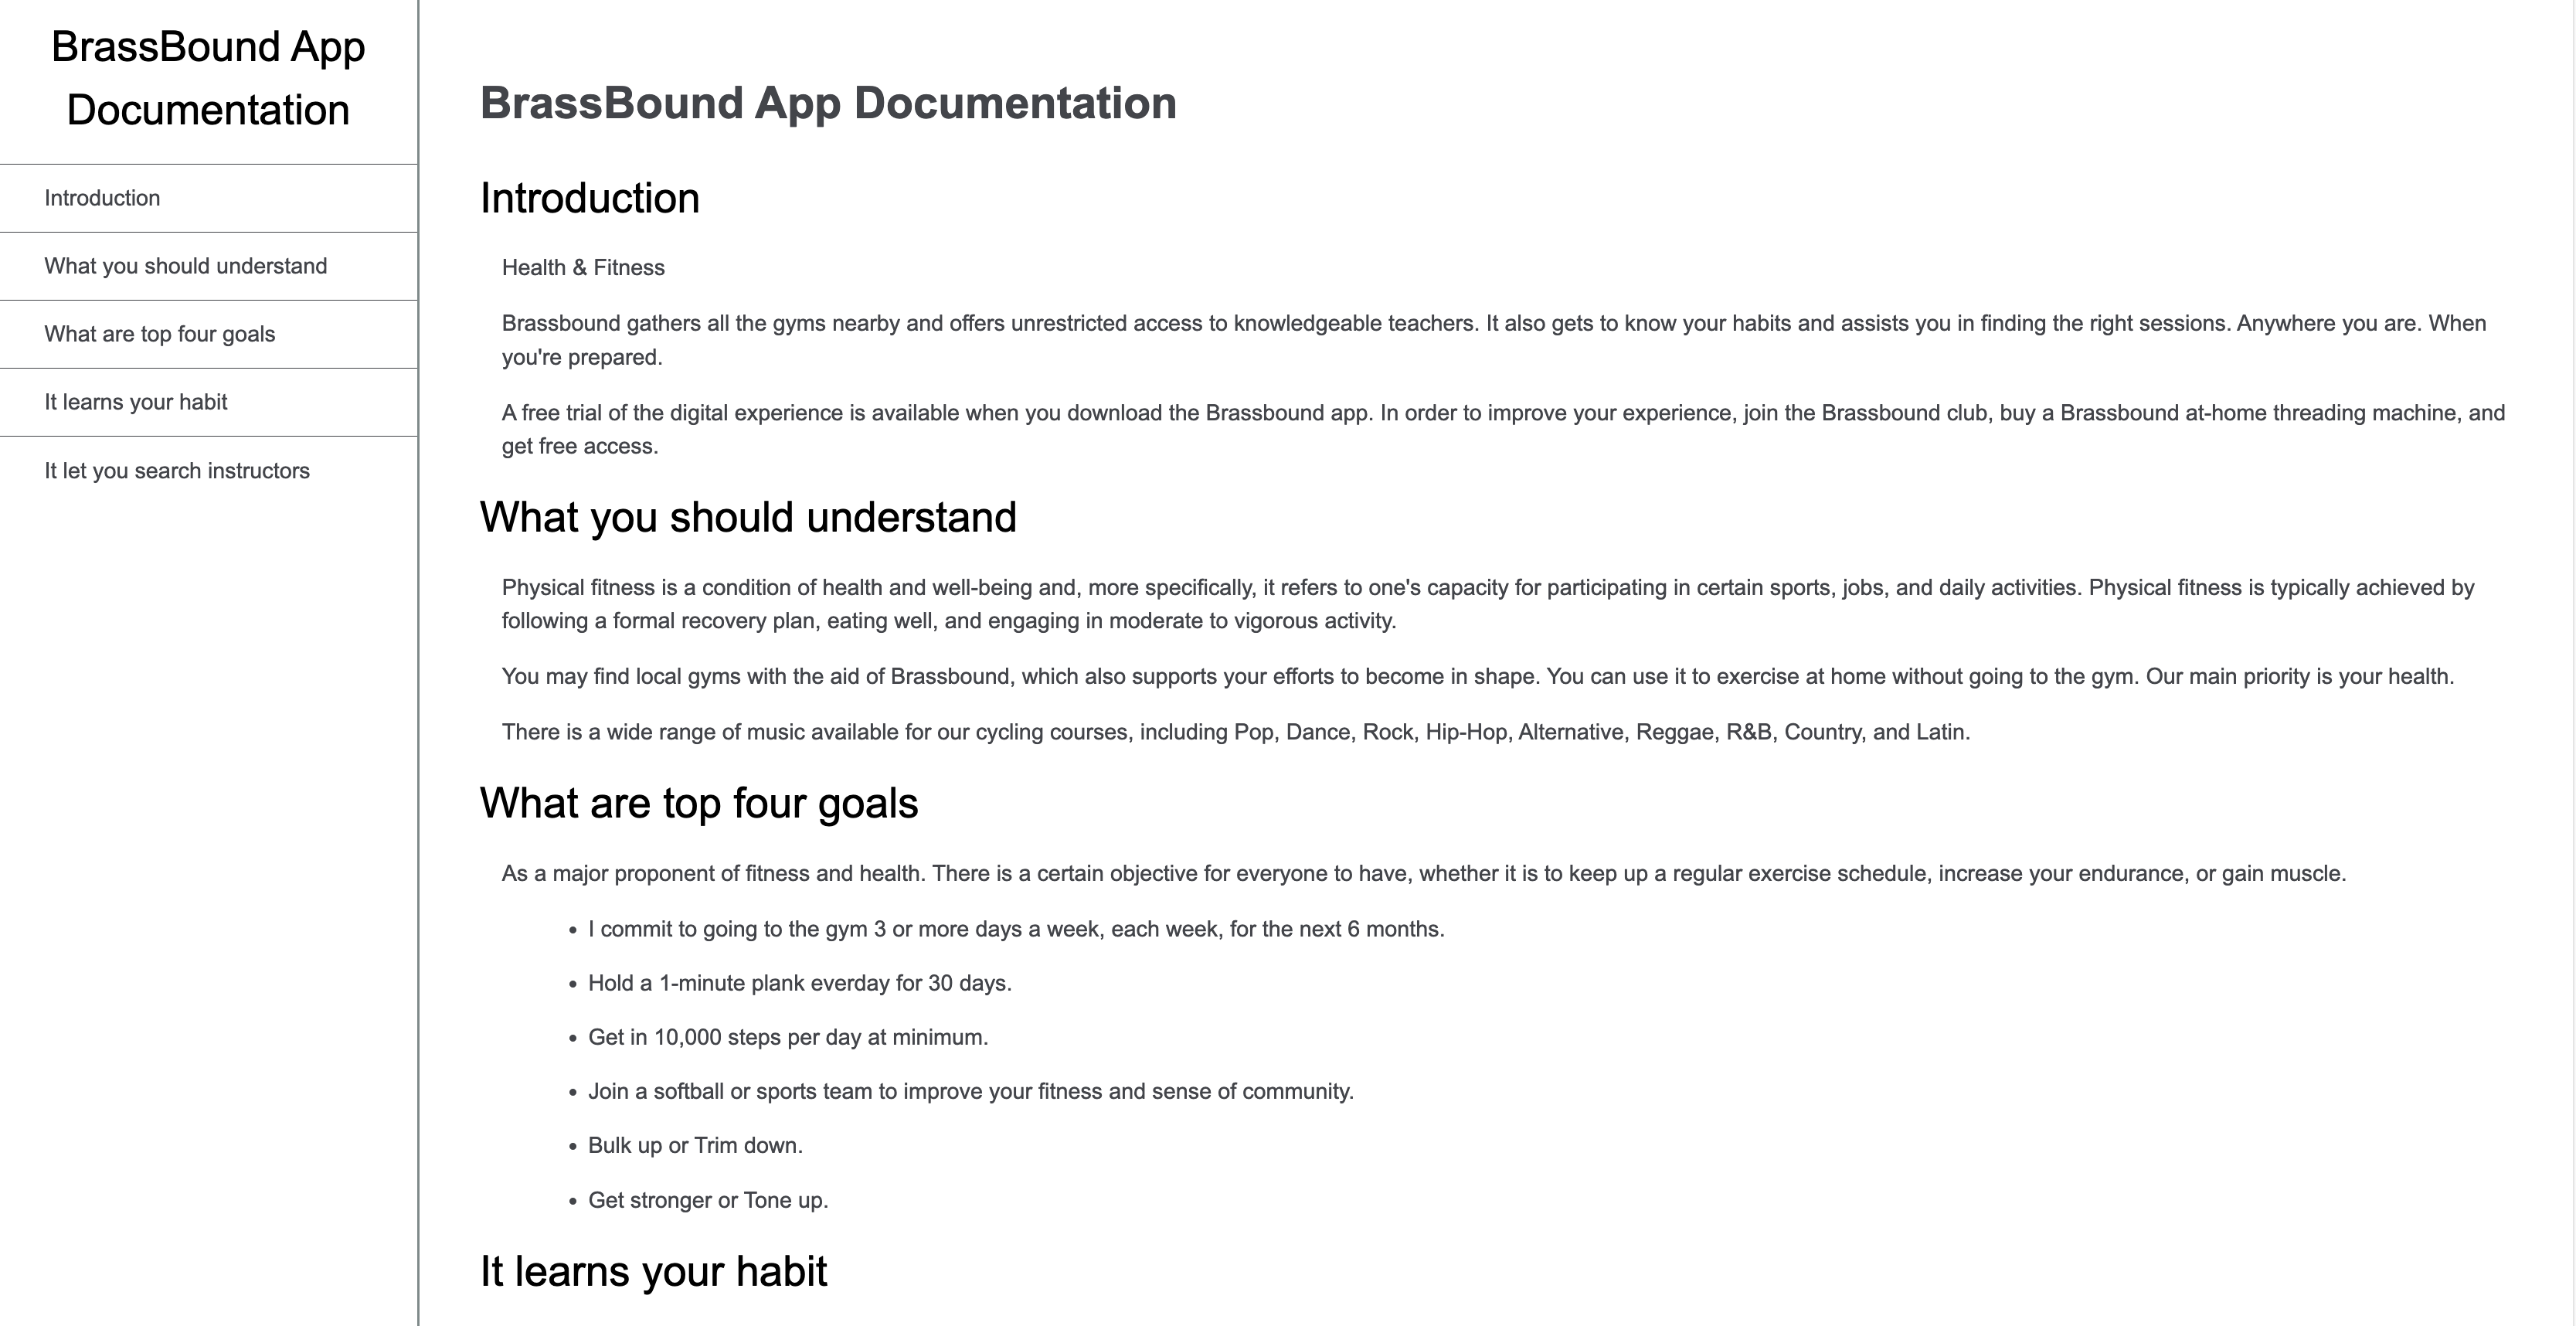 BrassBound App
Documentation
Introduction
What you should understand
What are top four goals
It learns your habit
It let you search instructors
BrassBound App Documentation
Introduction
Health & Fitness
Brassbound gathers all the gyms nearby and offers unrestricted access to knowledgeable teachers. It also gets to know your habits and assists you in finding the right sessions. Anywhere you are. When
you're prepared.
A free trial of the digital experience is available when you download the Brassbound app. In order to improve your experience, join the Brassbound club, buy a Brassbound at-home threading machine, and
get free access.
What you should understand
Physical fitness is a condition of health and well-being and, more specifically, it refers to one's capacity for participating in certain sports, jobs, and daily activities. Physical fitness is typically achieved by
following a formal recovery plan, eating well, and engaging in moderate to vigorous activity.
You may find local gyms with the aid of Brassbound, which also supports your efforts to become in shape. You can use it to exercise at home without going to the gym. Our main priority is your health.
There is a wide range of music available for our cycling courses, including Pop, Dance, Rock, Hip-Hop, Alternative, Reggae, R&B, Country, and Latin.
What are top four goals
As a major proponent of fitness and health. There is a certain objective for everyone to have, whether it is to keep up a regular exercise schedule, increase your endurance, or gain muscle.
• I commit to going to the gym 3 or more days a week, each week, for the next 6 months.
• Hold a 1-minute plank everday for 30 days.
• Get in 10,000 steps per day at minimum.
• Join a softball or sports team to improve your fitness and sense of community.
• Bulk up or Trim down.
• Get stronger or Tone up.
It learns your habit